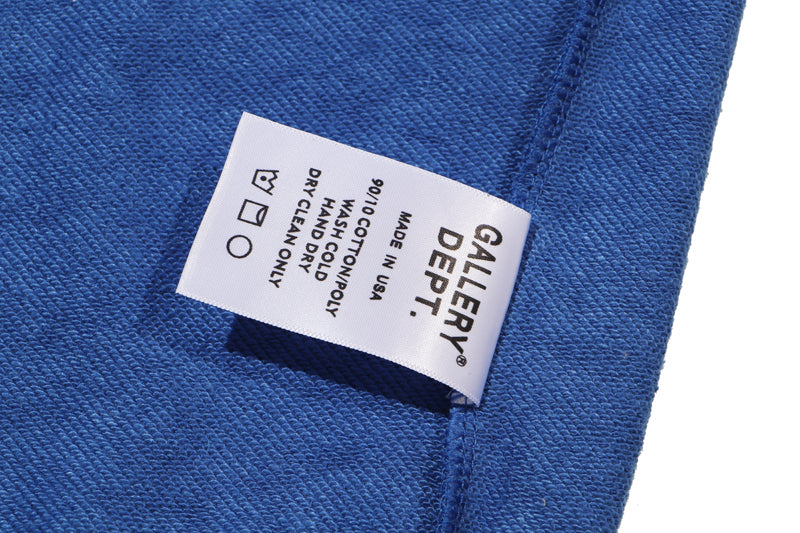 GALLERY
DEPT.®
MADE IN USA
90/10 COTTON/POLY
WASH COLD
HAND DRY
DRY CLEAN ONLY